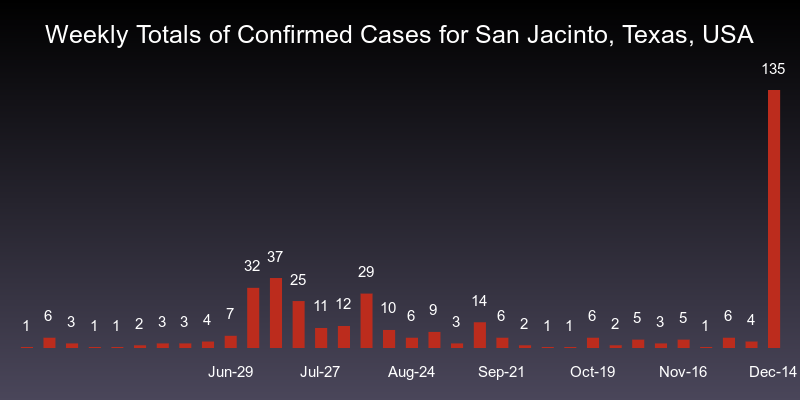 Weekly Totals of Confirmed Cases for San Jacinto, Texas, USA
1 6 3 1 1 2 3 3 4 7 32 37 25 11 12 29 10 6 9 3 14 6 2 1 1 6 2 5 3 5 1 6 4 135
Jun-29 Jul-27 Aug-24 Sep-21 Oct-19 Nov-16 Dec-14